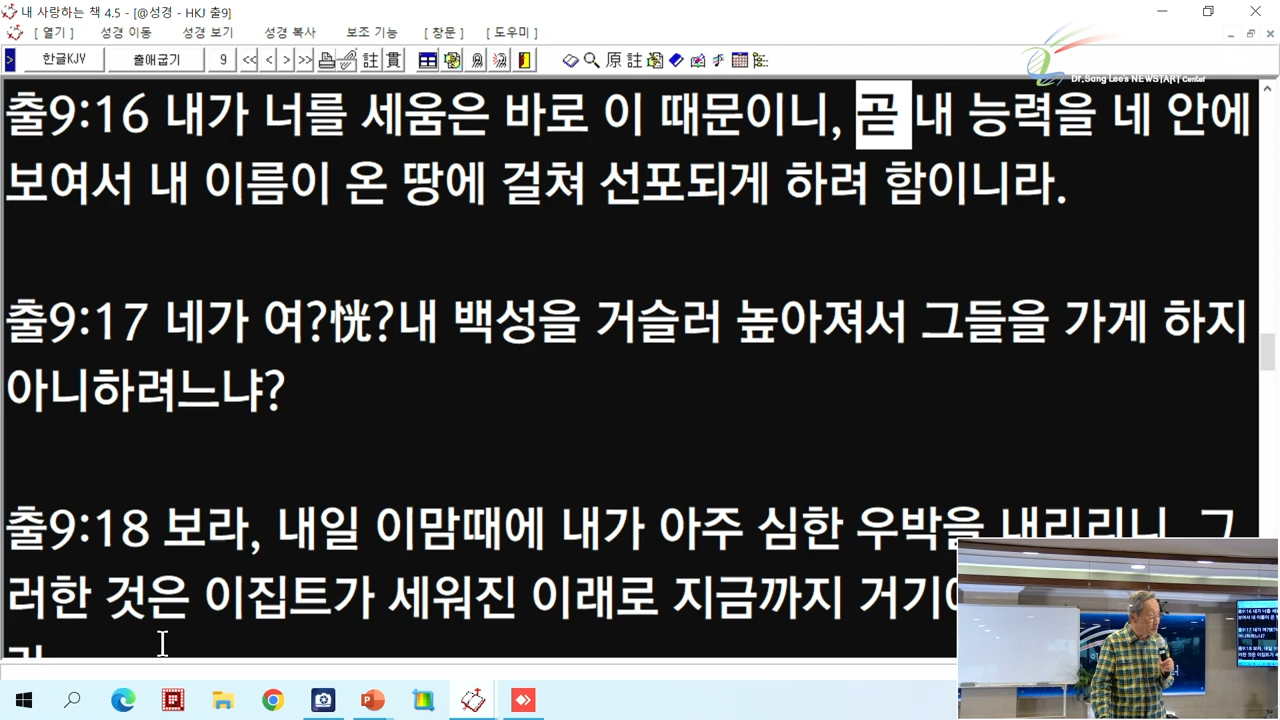 내 사랑하는 책 4.5 - [@성경 - HKJ 출9]
[ 열기 ] 성경 이동 성경 보기 성경 복사 보조 기능 [ 창문 ] [ 도우미 ]
한글KJV 출애굽기 9 << < > >> 註 貫 原 註
Dr.Sang Lee's NEWSTART Center
출9:16 내가 너를 세움은 바로 이 때문이니, 곧 내 능력을 네 안에
보여서 내 이름이 온 땅에 걸쳐 선포되게 하려 함이니라.
출9:17 네가 여?恍?내 백성을 거슬러 높아져서 그들을 가게 하지
아니하려느냐?
출9:18 보라, 내일 이맘때에 내가 아주 심한 우박을 내리리니, 그
러한 것은 이집트가 세워진 이래로 지금까지